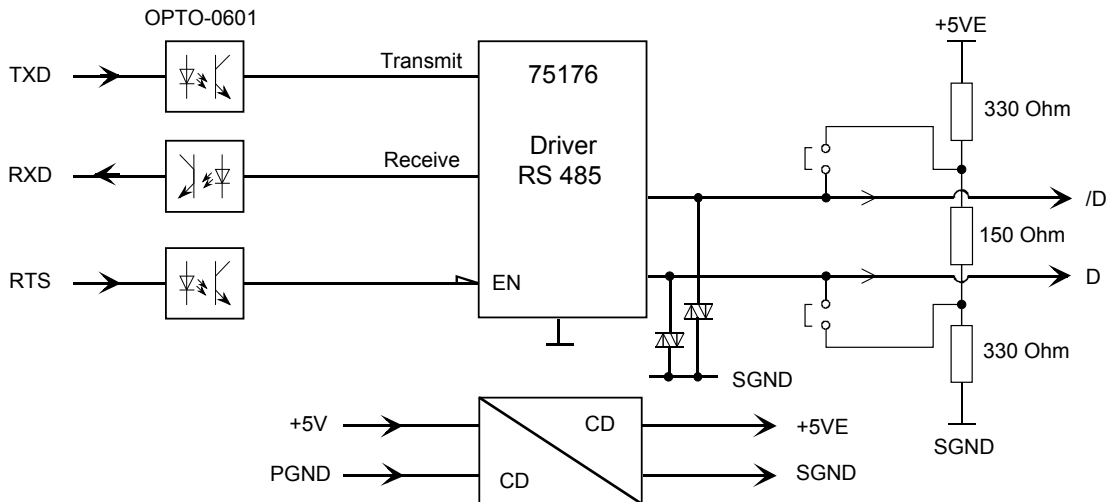 OPTO-0601
+5VE
TXD
Transmit
75176
330 Ohm
RXD
Receive
Driver
RS 485
/D
150 Ohm
RTS
EN
D
330 Ohm
SGND
+5V
CD
+5VE
SGND
PGND
CD
SGND